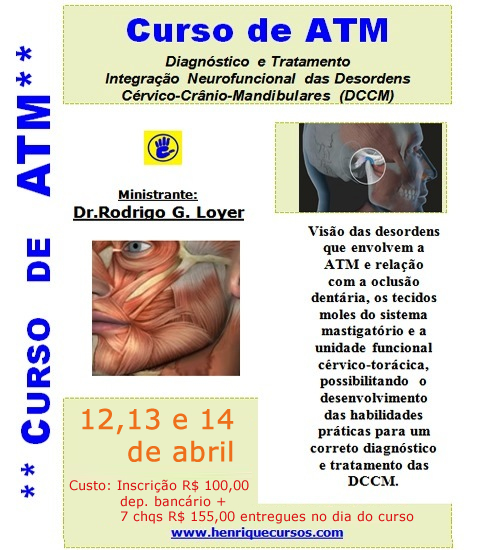 ** CURSO DE ATM**
Curso de ATM
Diagnóstico e Tratamento
Integração Neurofuncional das Desordens
Cérvico-Crânio-Mandibulares (DCCM)
Ministrante:
Dr.Rodrigo G. Loyer
Visão das desordens
que envolvem a
ATM e relação
com a oclusão
dentária, os tecidos
moles do sistema
mastigatório e a
unidade funcional
cérvico-torácica,
possibilitando o
desenvolvimento
das habilidades
práticas para um
correto diagnóstico
e tratamento das
DCCM.
12,13 e 14
de abril
Custo: Inscrição R$ 100,00
dep. bancário +
7 chqs R$ 155,00 entregues no dia do curso
www.henriquecursos.com